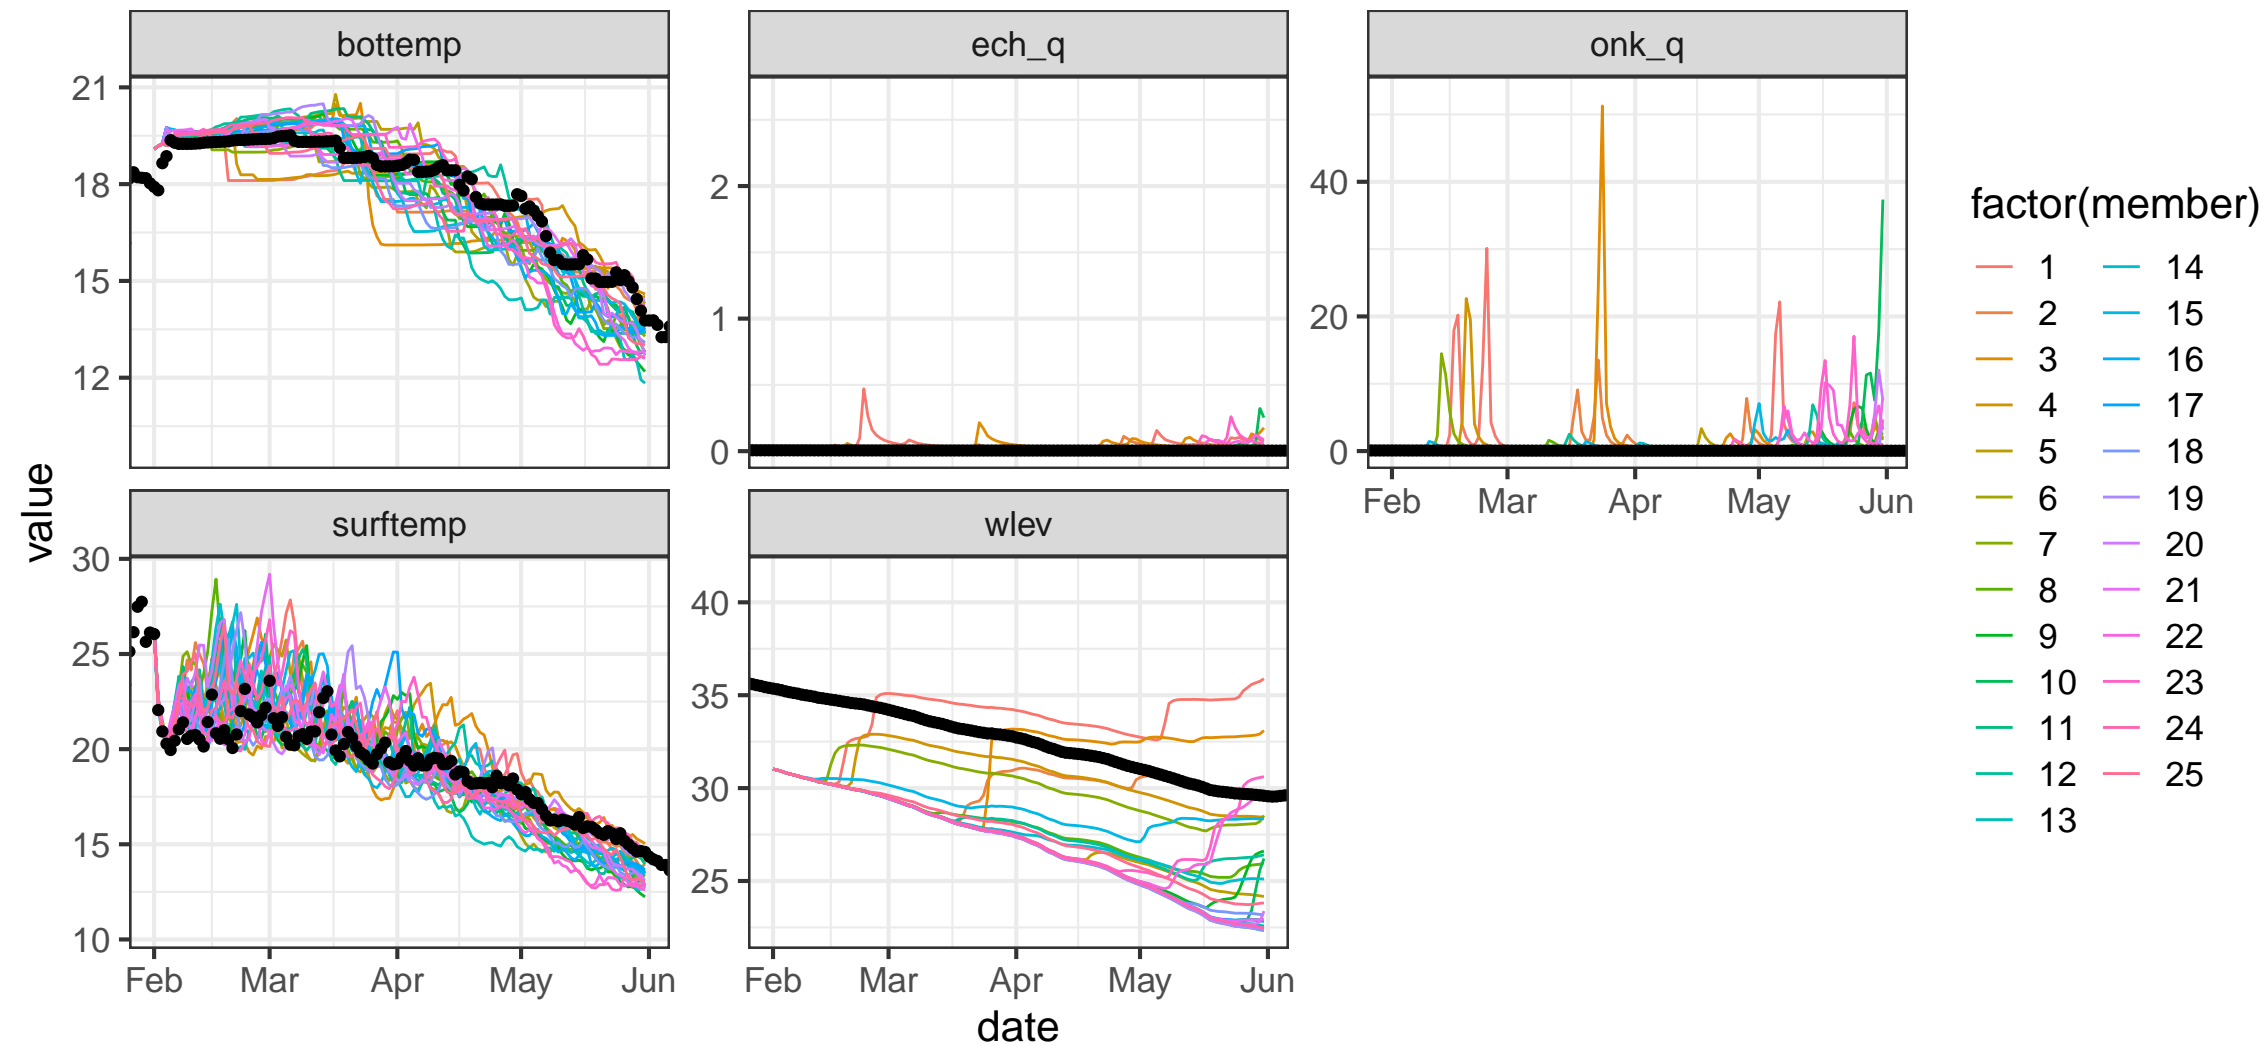 bottemp
ech_q
onk_q
21
18
15
12
2
1
0
40
20
0
Feb Mar Apr May Jun
value
surftemp
wlev
30
25
20
15
10
40
35
30
25
Feb Mar Apr May Jun
Feb Mar Apr May Jun
date
factor(member)
1 14
2 15
3 16
4 17
5 18
6 19
7 20
8 21
9 22
10 23
11 24
12 25
13